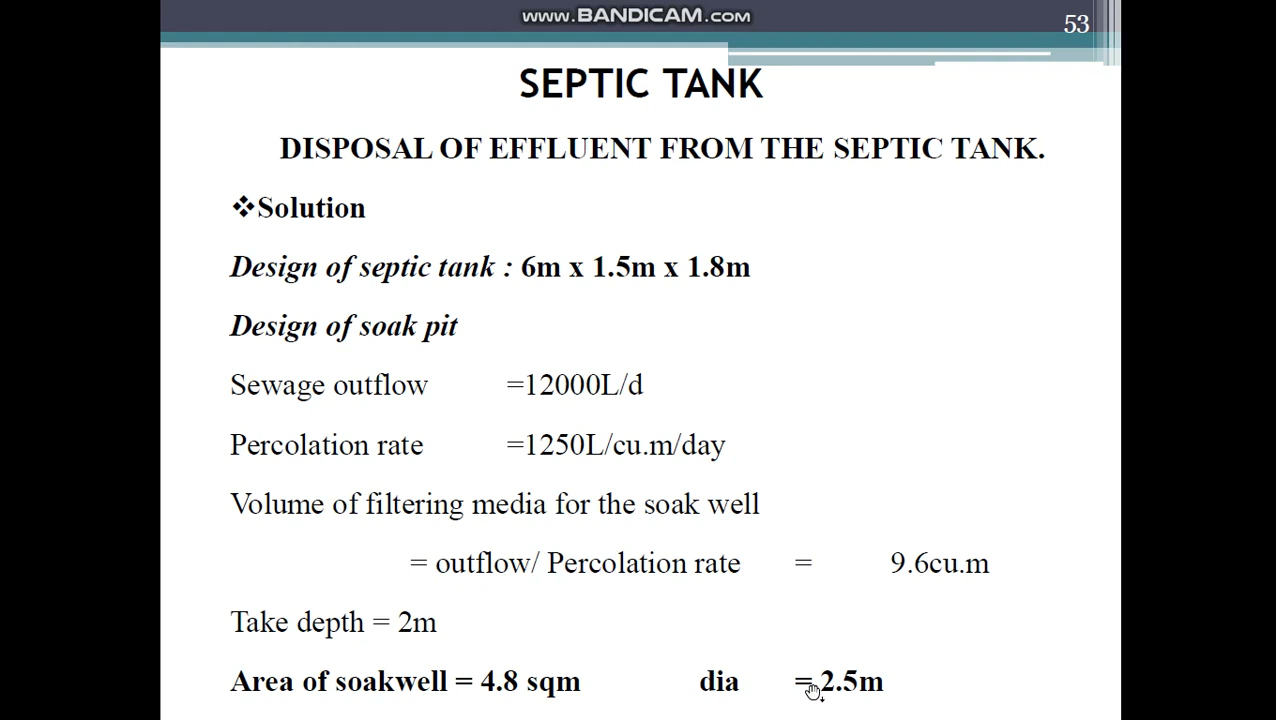 www.BANDICAM.com
53
SEPTIC TANK
DISPOSAL OF EFFLUENT FROM THE SEPTIC TANK.
❖Solution
Design of septic tank : 6m x 1.5m x 1.8m
Design of soak pit
Sewage outflow =12000L/d
Percolation rate =1250L/cu.m/day
Volume of filtering media for the soak well
= outflow/ Percolation rate = 9.6cu.m
Take depth = 2m
Area of soakwell = 4.8 sqm dia = 2.5m